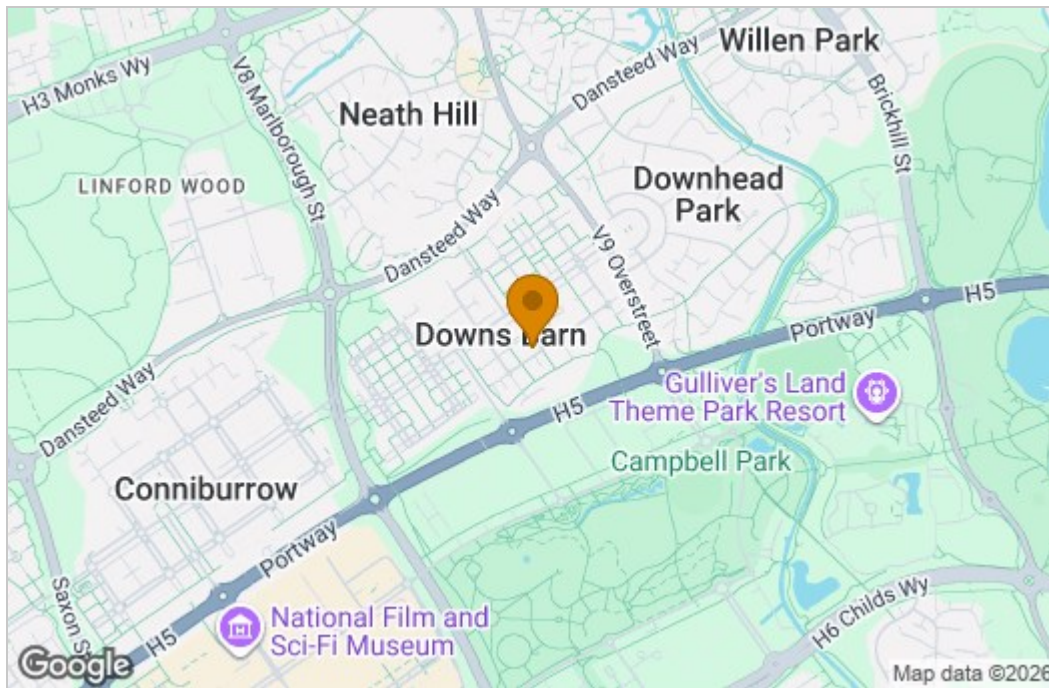 Willen Park
H3 Monks Wy
V8 Marlborough St
Dansteed Way
Brickhill St
Neath Hill
LINFORD WOOD
Downhead
Park
Dansteed Way
V9 Overstreet
H5
Portway
Downs Barn
Dansteed Way
H5
Gulliver's Land
Theme Park Resort
Campbell Park
Conniburrow
Portway
Saxon St
National Film and
Sci-Fi Museum
H5
H6 Childs Wy
Google
Map data ©2026